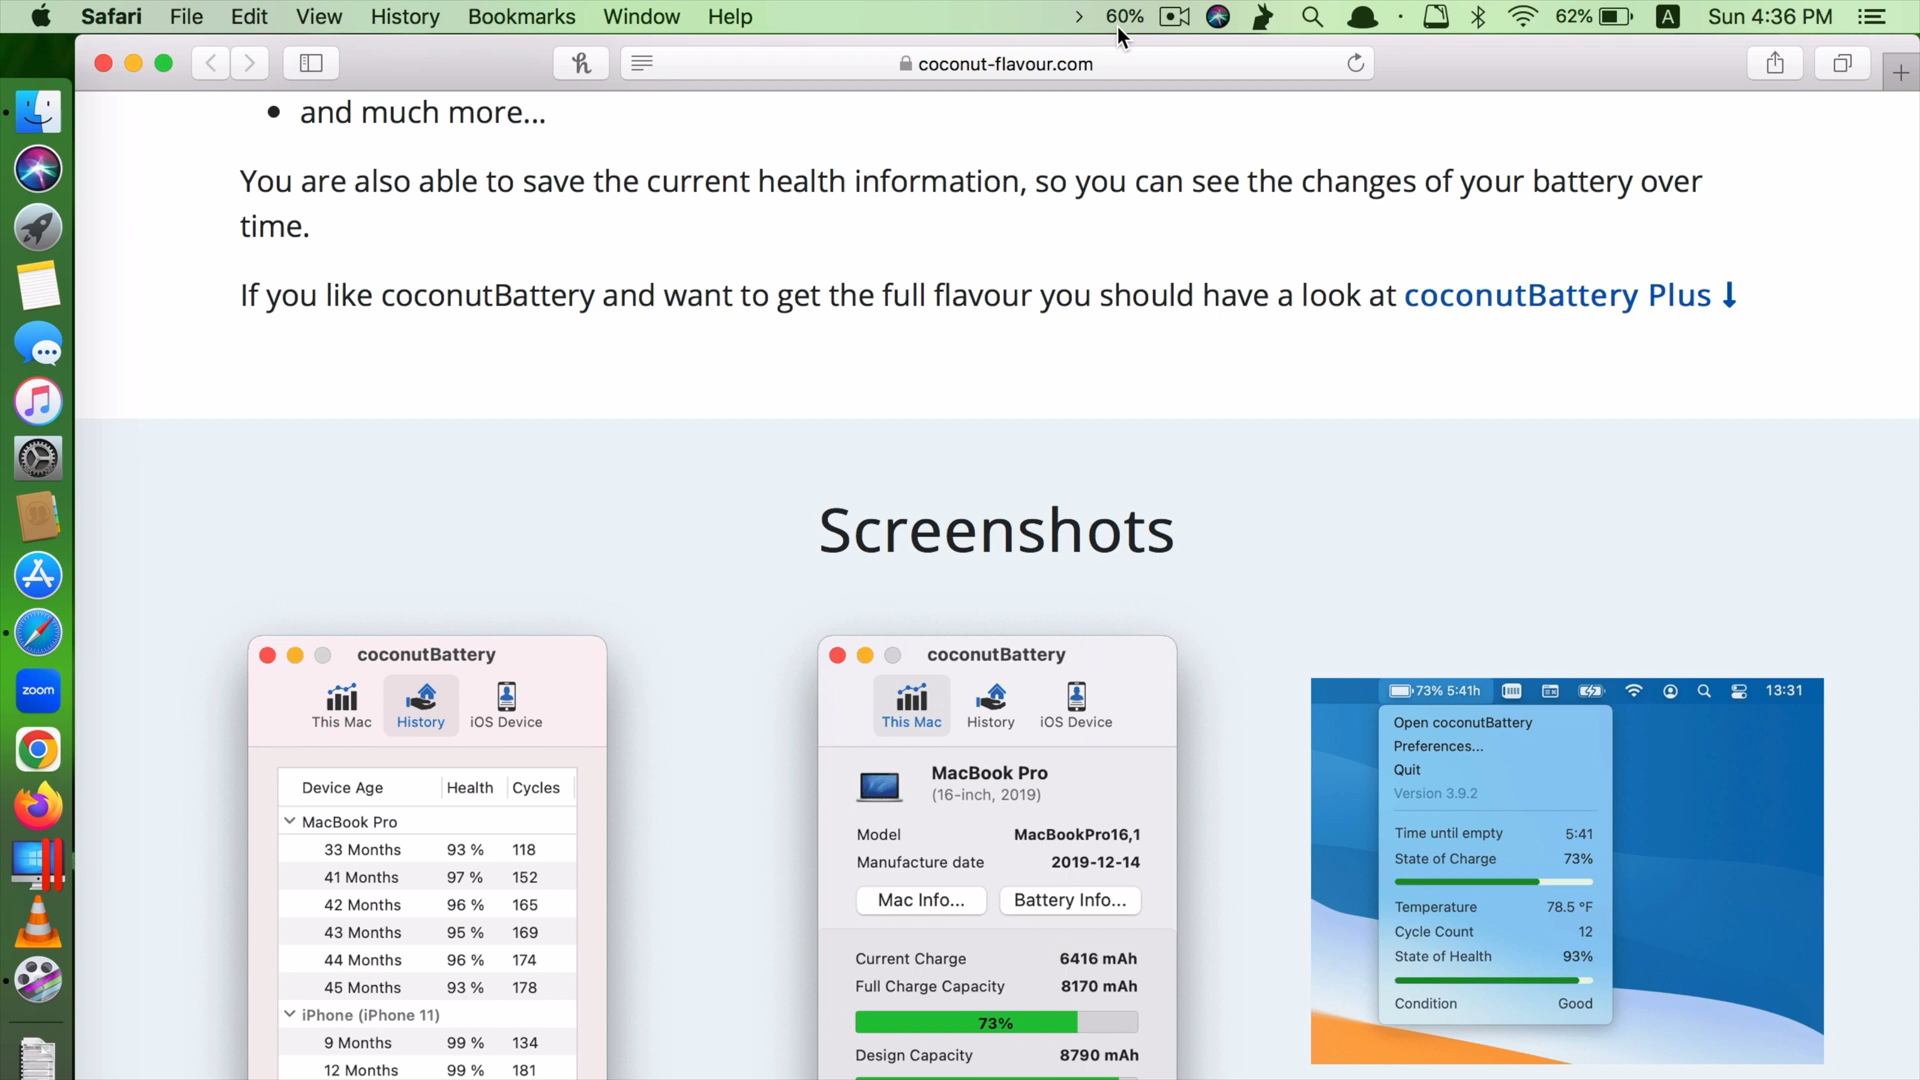 Safari File Edit View History Bookmarks Window Help 60% 62% A Sun 4:36 PM
coconut-flavour.com
• and much more...
You are also able to save the current health information, so you can see the changes of your battery over
time.
If you like coconutBattery and want to get the full flavour you should have a look at coconutBattery Plus ⬇
Screenshots
zoom
coconutBattery
This Mac History iOS Device
Device Age Health Cycles
MacBook Pro
33 Months 93 % 118
41 Months 97 % 152
42 Months 96 % 165
43 Months 95 % 169
44 Months 96 % 174
45 Months 93 % 178
iPhone (iPhone 11)
9 Months 99 % 134
12 Months 99 % 181
coconutBattery
This Mac History iOS Device
MacBook Pro
(16-inch, 2019)
Model MacBookPro16,1
Manufacture date 2019-12-14
Mac Info... Battery Info...
Current Charge 6416 mAh
Full Charge Capacity 8170 mAh
73%
Design Capacity 8790 mAh
73% 5:41h 13:31
Open coconutBattery
Preferences...
Quit
Version 3.9.2
Time until empty 5:41
State of Charge 73%
Temperature 78.5 °F
Cycle Count 12
State of Health 93%
Condition Good